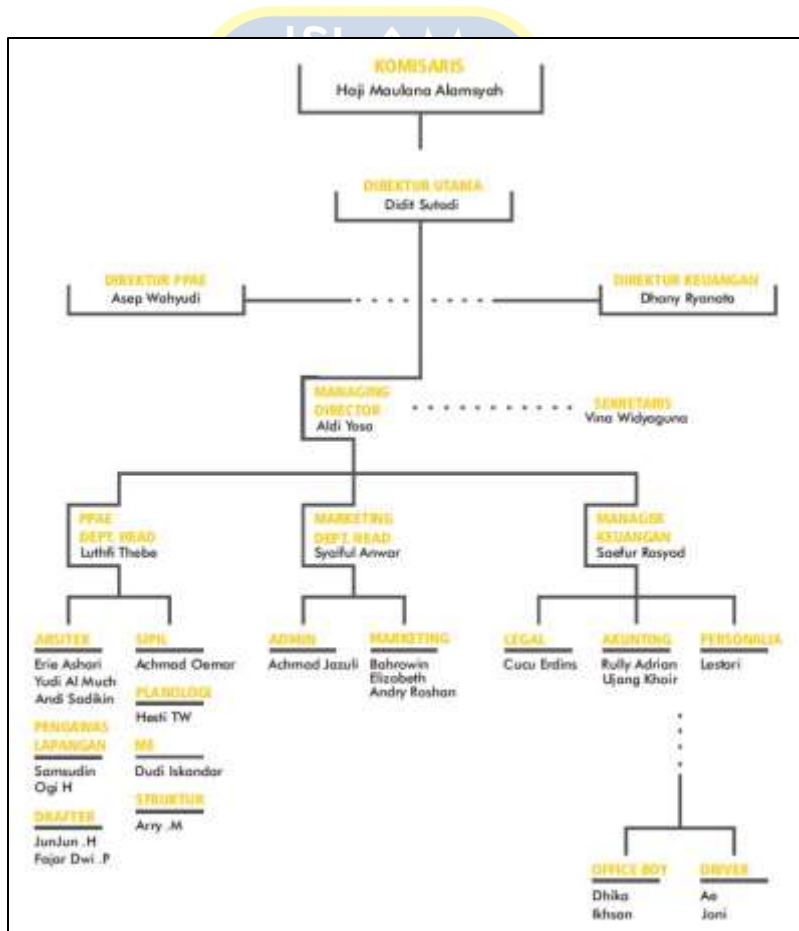 ISLAM
KOMISARIS
Haji Maulana Alamsyah
DIREKTUR UTAMA
Didit Sutadi
DIREKTUR PPAE
Asep Wahyudi
DIREKTUR KEUANGAN
Dhany Ryanata
MANAGING
DIRECTOR
Aldi Yosa
SEKRETARIS
Vina Widyaguna
PPAE
DEPT. HEAD
Luthfi Thebe
MARKETING
DEPT. HEAD
Syaiful Anwar
MANAGER
KEUANGAN
Saefur Rasyad
ARSITEK
Erie Ashari
Yudi Al Much
Andi Sadikin
PENGAWAS
LAPANGAN
Samsudin
Ogi H
DRAFTER
JunJun .H
Fajar Dwi .P
SIPIL
Achmad Oemar
PLANOLOGI
Hesti TW
ME
Dudi Iskandar
STRUKTUR
Arry .M
ADMIN
Achmad Jazuli
MARKETING
Bahrowin
Elizabeth
Andry Roshan
LEGAL
Cucu Erdins
AKUNTING
Rully Adrian
Ujang Khair
PERSONALIA
Lestari
OFFICE BOY
Dhika
Ikhsan
DRIVER
Ao
Joni